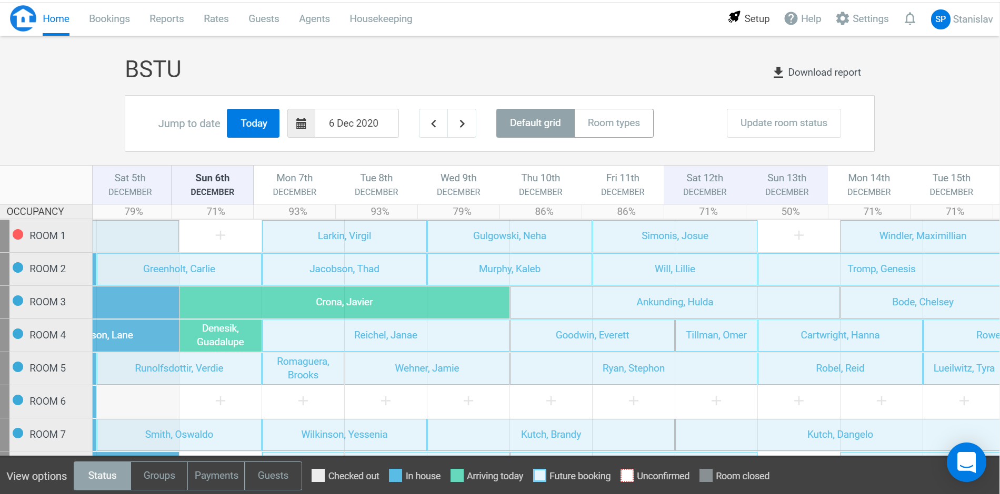 Home Bookings Reports Rates Guests Agents Housekeeping Setup Help Settings SP Stanislav
BSTU
Download report
Jump to date Today 6 Dec 2020 Default grid Room types Update room status
Sat 5th Sun 6th Mon 7th Tue 8th Wed 9th Thu 10th Fri 11th Sat 12th Sun 13th Mon 14th Tue 15th
DECEMBER DECEMBER DECEMBER DECEMBER DECEMBER DECEMBER DECEMBER DECEMBER DECEMBER DECEMBER DECEMBER
OCCUPANCY 79% 71% 93% 93% 79% 86% 86% 71% 50% 71% 71%
ROOM 1 + Larkin, Virgil Gulgowski, Neha Simonis, Josue + Windler, Maximillian
ROOM 2 Greenholt, Carlie Jacobson, Thad Murphy, Kaleb Will, Lillie Tromp, Genesis
ROOM 3 Crona, Javier Ankunding, Hulda Bode, Chelsey
ROOM 4 son, Lane Denesik, Guadalupe Reichel, Janae Goodwin, Everett Tillman, Omer Cartwright, Hanna Rowe
ROOM 5 Runolfsdottir, Verdie Romaguera, Brooks Wehner, Jamie Ryan, Stephon Robel, Reid Lueilwitz, Tyra
ROOM 6 + + + + + + + + + +
ROOM 7 Smith, Oswaldo Wilkinson, Yessenia Kutch, Brandy Kutch, Dangelo
View options Status Groups Payments Guests Checked out In house Arriving today Future booking Unconfirmed Room closed